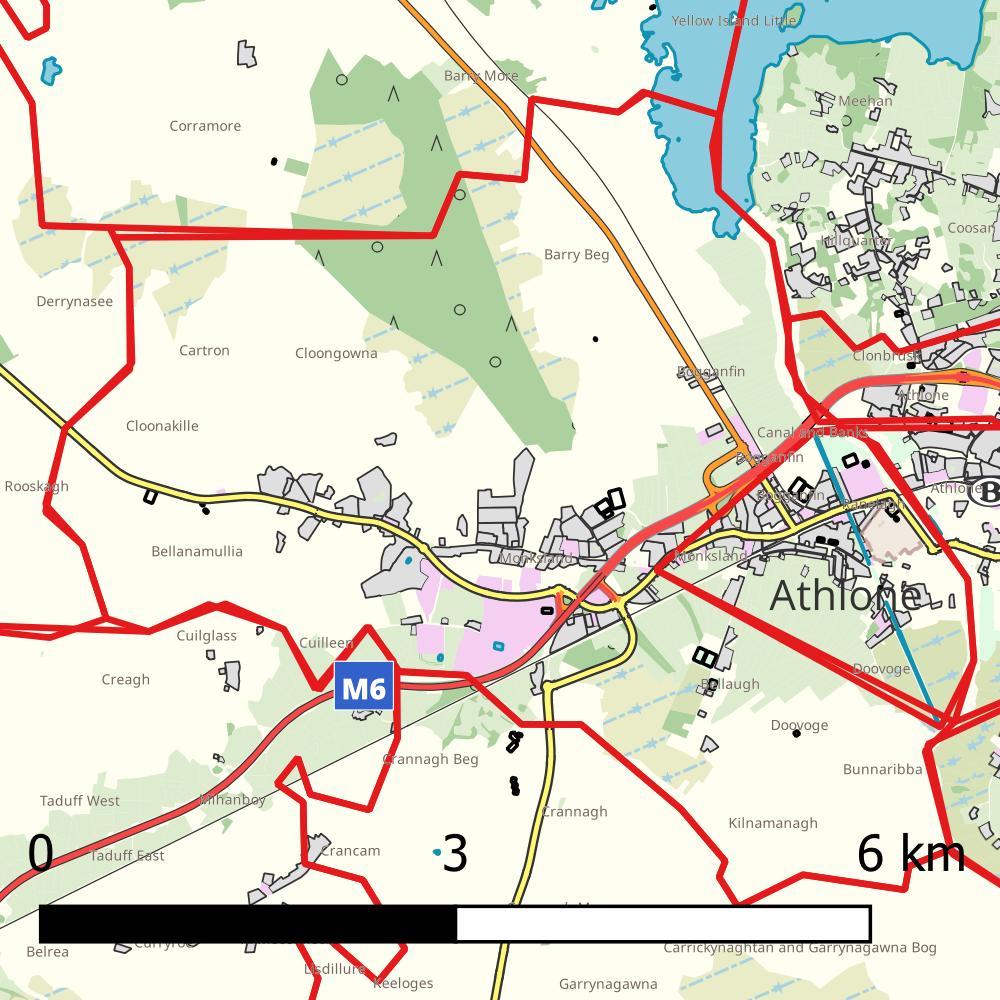 Yellow Island Little
Barry More
Meehan
Corramore
Coosan
Hillquarter
Barry Beg
Derrynasee
Cartron
Cloongowna
Clonbrusk
Bogganfin
Athlone
Cloonakille
Canal and Banks
Bogganfin
Rooskagh
Athlone
B
Bogganfin
Ranelagh
Bellanamullia
Monksland
Monksland
Athlone
Cuilglass
Cuilleen
Doovoge
Creagh
M6
Bellaugh
Doovoge
Crannagh Beg
Bunnaribba
Taduff West
Mihanboy
Crannagh
Kilnamanagh
0
3
6 km
Taduff East
Crancam
Belrea
Carrickynaghtan and Garrynagawna Bog
Lisdillure
Keeloges
Garrynagawna